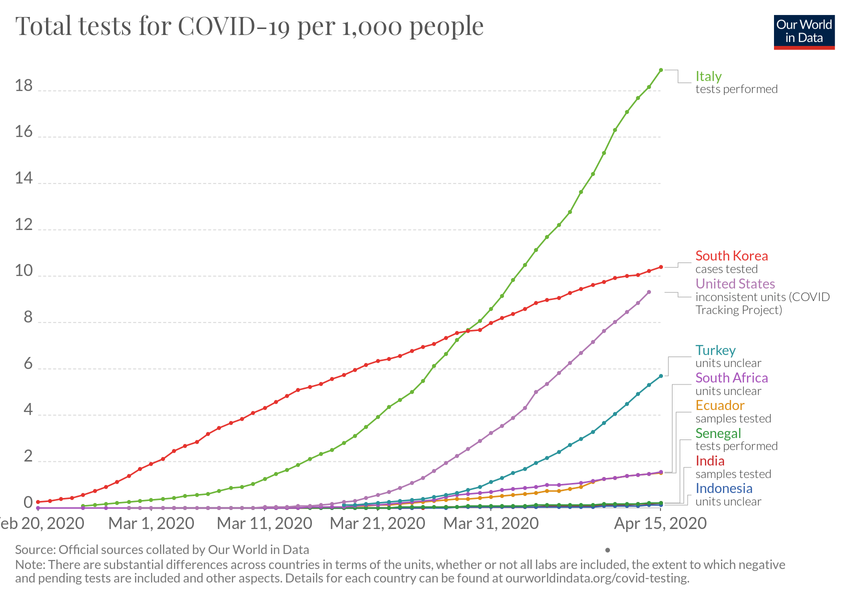 Total tests for COVID-19 per 1,000 people
Our World
in Data
18
16
14
12
10
8
6
4
2
0
Italy
tests performed
South Korea
cases tested
United States
inconsistent units (COVID
Tracking Project)
Turkey
units unclear
South Africa
units unclear
Ecuador
samples tested
Senegal
tests performed
India
samples tested
Indonesia
units unclear
eb 20, 2020 Mar 1, 2020 Mar 11, 2020 Mar 21, 2020 Mar 31, 2020 Apr 15, 2020
Source: Official sources collated by Our World in Data
Note: There are substantial differences across countries in terms of the units, whether or not all labs are included, the extent to which negative
and pending tests are included and other aspects. Details for each country can be found at ourworldindata.org/covid-testing.